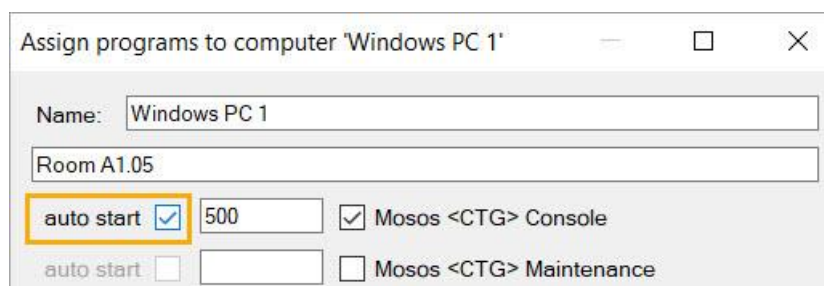 Assign programs to computer 'Windows PC 1'
Name: Windows PC 1
Room A1.05
auto start 500 Mosos <CTG> Console
auto start Mosos <CTG> Maintenance